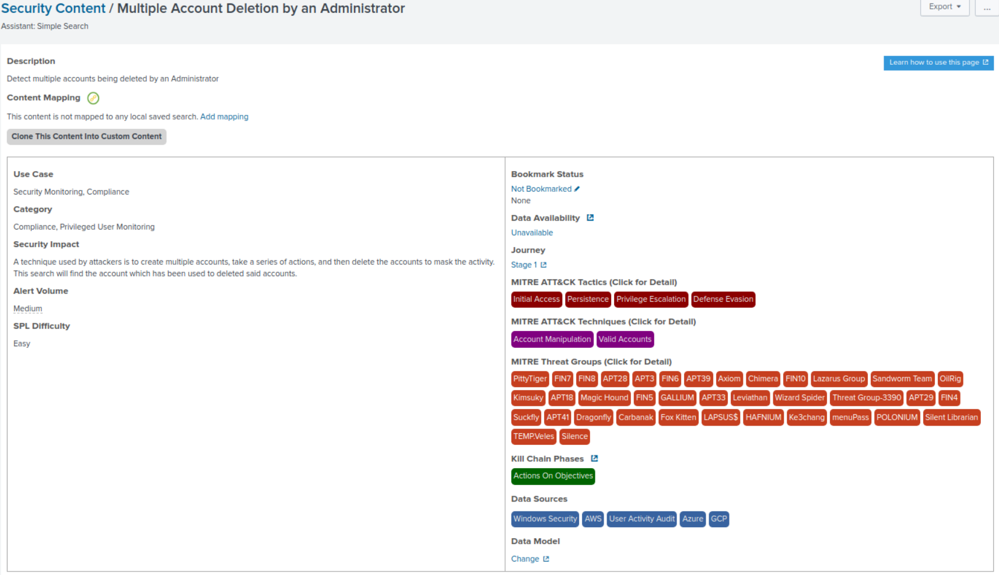 Security Content / Multiple Account Deletion by an Administrator
Export
...
Assistant: Simple Search
Description
Learn how to use this page
Detect multiple accounts being deleted by an Administrator
Content Mapping
This content is not mapped to any local saved search. Add mapping
Clone This Content Into Custom Content
Use Case
Security Monitoring, Compliance
Category
Compliance, Privileged User Monitoring
Security Impact
A technique used by attackers is to create multiple accounts, take a series of actions, and then delete the accounts to mask the activity.
This search will find the account which has been used to deleted said accounts.
Alert Volume
Medium
SPL Difficulty
Easy
Bookmark Status
Not Bookmarked
None
Data Availability
Unavailable
Journey
Stage 1
MITRE ATT&CK Tactics (Click for Detail)
Initial Access Persistence Privilege Escalation Defense Evasion
MITRE ATT&CK Techniques (Click for Detail)
Account Manipulation Valid Accounts
MITRE Threat Groups (Click for Detail)
PittyTiger FIN7 FIN8 APT28 APT3 FIN6 APT39 Axiom Chimera FIN10 Lazarus Group Sandworm Team OilRig
Kimsuky APT18 Magic Hound FIN5 GALLIUM APT33 Leviathan Wizard Spider Threat Group-3390 APT29 FIN4
Suckfly APT41 Dragonfly Carbanak Fox Kitten LAPSUS$ HAFNIUM Ke3chang menuPass POLONIUM Silent Librarian
TEMP.Veles Silence
Kill Chain Phases
Actions On Objectives
Data Sources
Windows Security AWS User Activity Audit Azure GCP
Data Model
Change